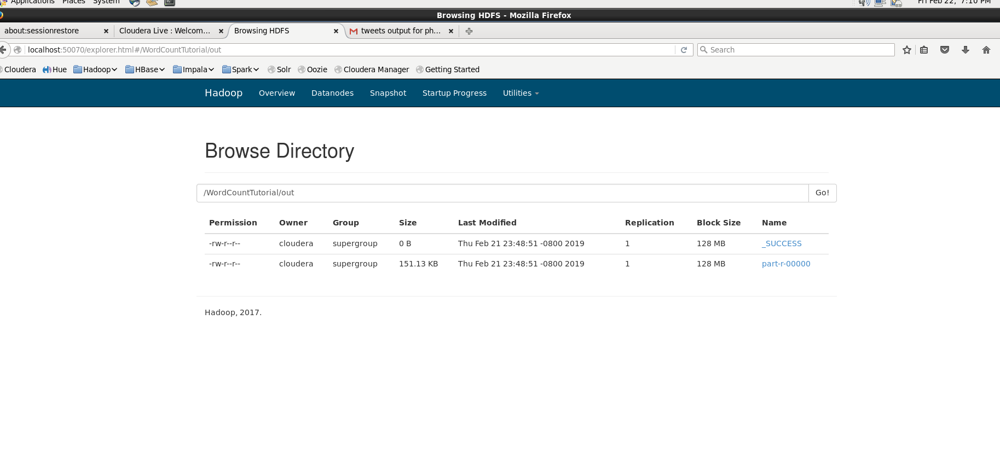 Applications Places System Fri Feb 22, 7:10 PM
Browsing HDFS - Mozilla Firefox
about:sessionrestore Cloudera Live : Welcom... Browsing HDFS tweets output for ph...
localhost:50070/explorer.html#/WordCountTutorial/out Search
Cloudera Hue Hadoop HBase Impala Spark Solr Oozie Cloudera Manager Getting Started
Hadoop Overview Datanodes Snapshot Startup Progress Utilities
Browse Directory
/WordCountTutorial/out Go!
Permission Owner Group Size Last Modified Replication Block Size Name
-rw-r--r-- cloudera supergroup 0 B Thu Feb 21 23:48:51 -0800 2019 1 128 MB _SUCCESS
-rw-r--r-- cloudera supergroup 151.13 KB Thu Feb 21 23:48:51 -0800 2019 1 128 MB part-r-00000
Hadoop, 2017.